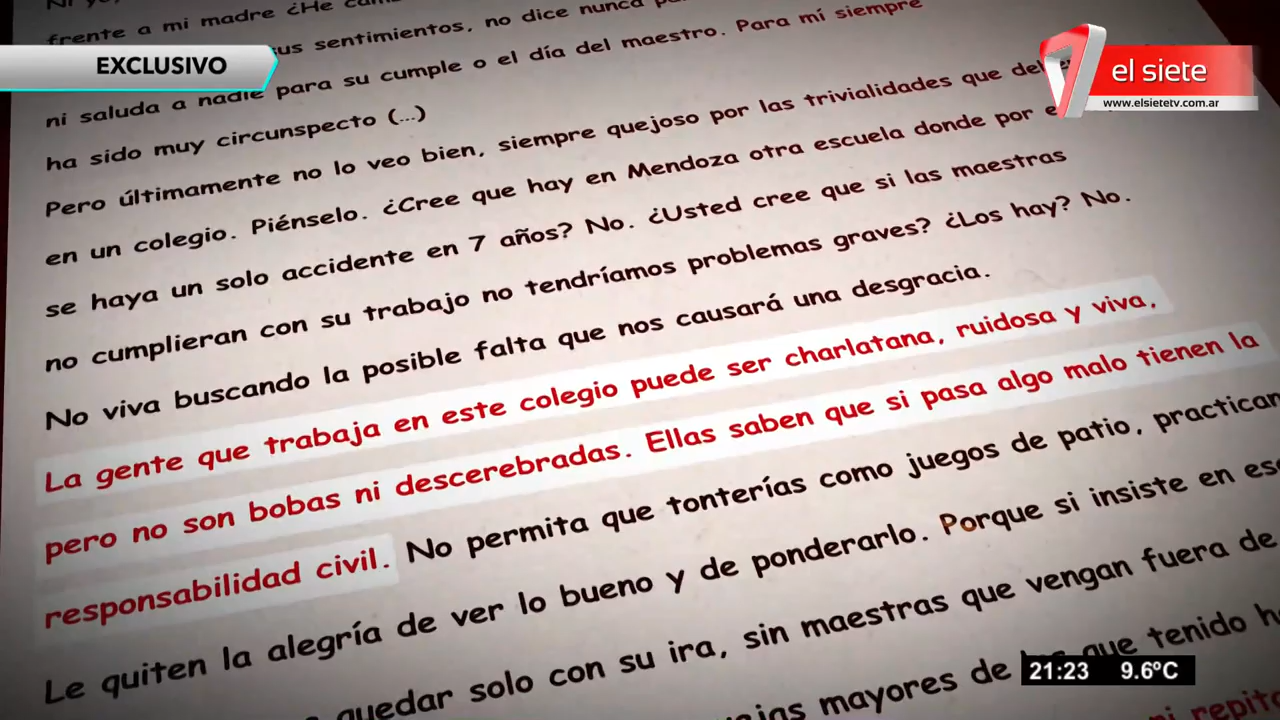 frente a mi madre ¿He
sus sentimientos, no dice nunca
ni saluda a nadie para su cumple o el día del maestro. Para mí siempre
ha sido muy circunspecto (...)
Pero últimamente no lo veo bien, siempre quejoso por las trivialidades que
en un colegio. Piénselo. ¿Cree que hay en Mendoza otra escuela donde por
se haya un solo accidente en 7 años? No. ¿Usted cree que si las maestras
no cumplieran con su trabajo no tendríamos problemas graves? ¿Los hay? No.
No viva buscando la posible falta que nos causará una desgracia.
La gente que trabaja en este colegio puede ser charlatana, ruidosa y viva,
pero no son bobas ni descerebradas. Ellas saben que si pasa algo malo tienen la
responsabilidad civil. No permita que tonterías como juegos de patio, practican
Le quiten la alegría de ver lo bueno y de ponderarlo. Porque si insiste en
quedar solo con su ira, sin maestras que vengan fuera de
mayores de los que tenido
ni repito
EXCLUSIVO
7 el siete
www.elsietetv.com.ar
21:23 9.6ºC